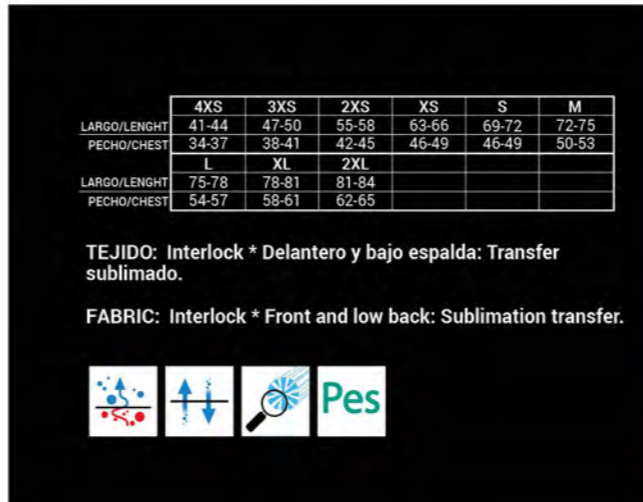 4XS 3XS 2XS XS S M
LARGO/LENGHT 41-44 47-50 55-58 63-66 69-72 72-75
PECHO/CHEST 34-37 38-41 42-45 46-49 46-49 50-53
L XL 2XL
LARGO/LENGHT 75-78 78-81 81-84
PECHO/CHEST 54-57 58-61 62-65
TEJIDO: Interlock * Delantero y bajo espalda: Transfer
sublimado.
FABRIC: Interlock * Front and low back: Sublimation transfer.
Pes